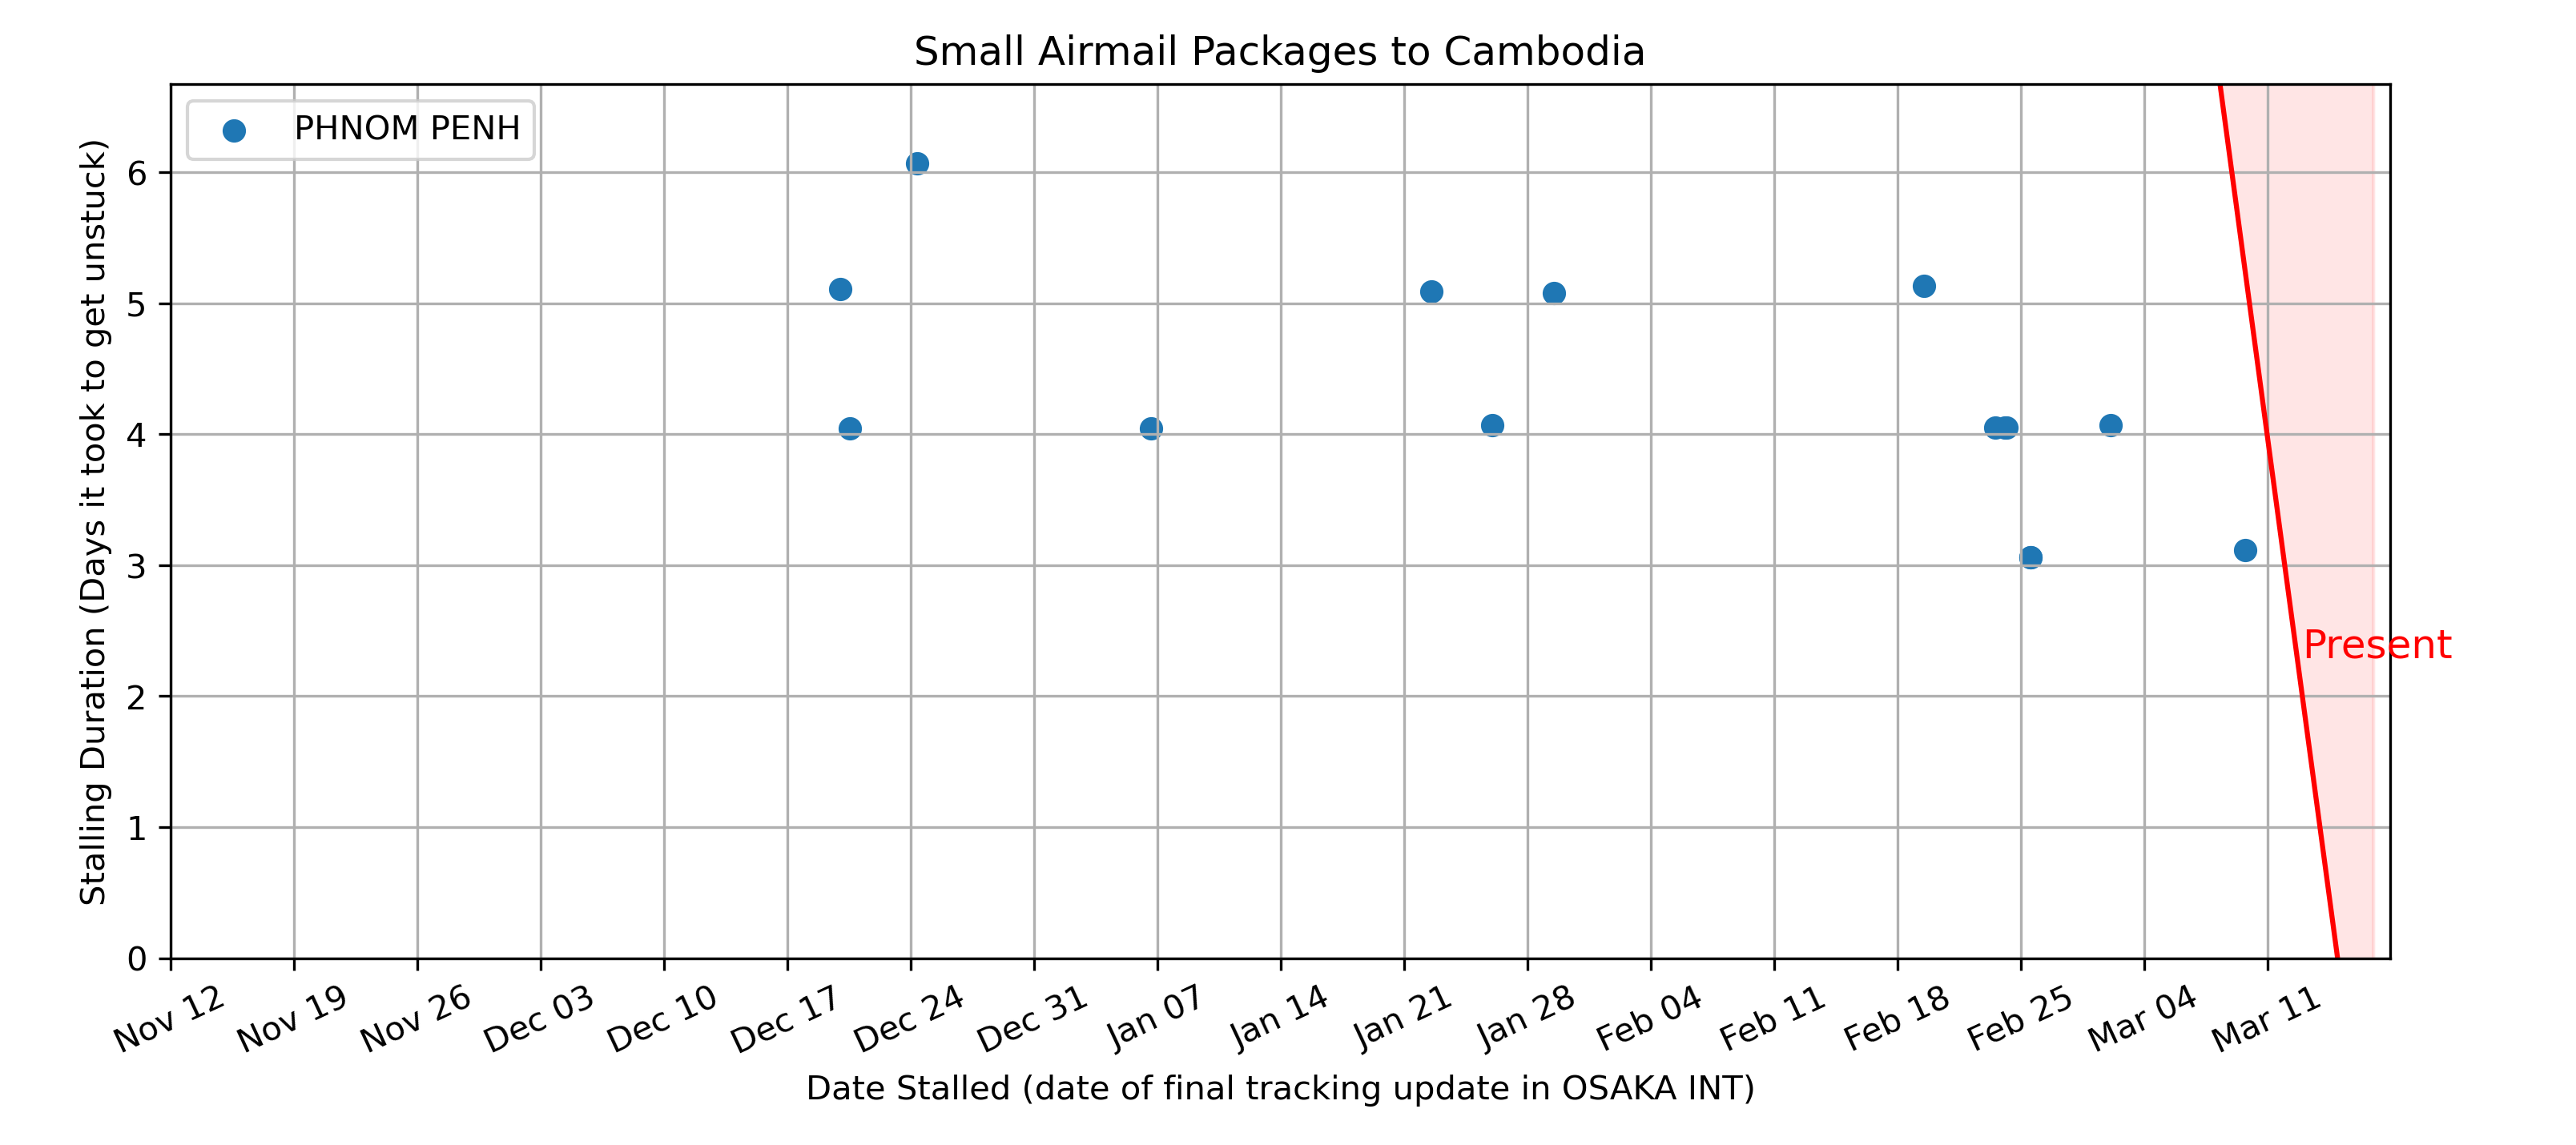 Small Airmail Packages to Cambodia
PHNOM PENH
Stalling Duration (Days it took to get unstuck)
6
5
4
3
2
1
0
Present
Nov 12
Nov 19
Nov 26
Dec 03
Dec 10
Dec 17
Dec 24
Dec 31
Jan 07
Jan 14
Jan 21
Jan 28
Feb 04
Feb 11
Feb 18
Feb 25
Mar 04
Mar 11
Date Stalled (date of final tracking update in OSAKA INT)